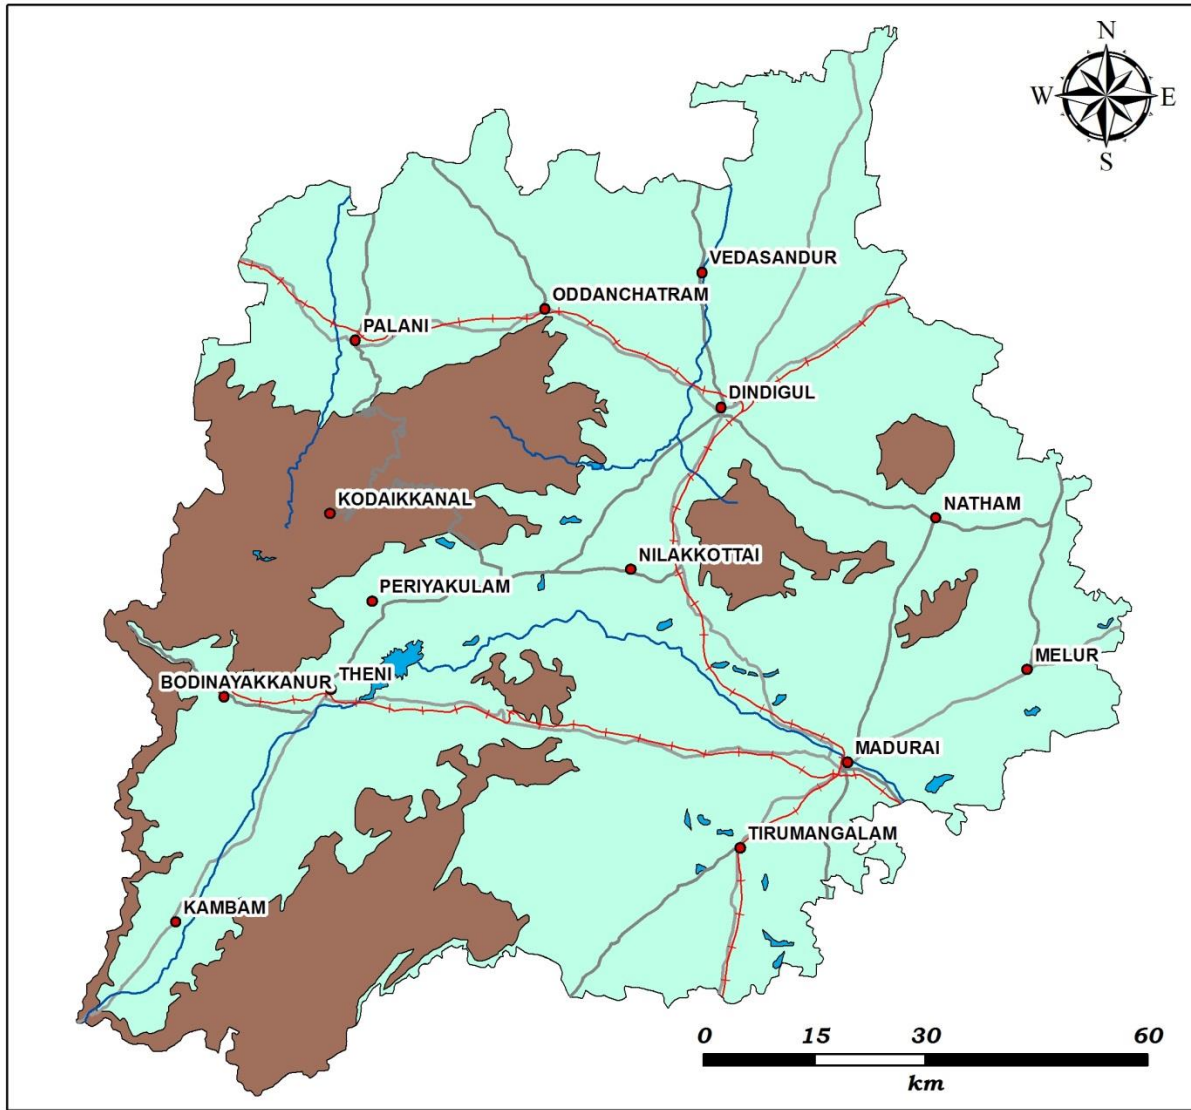 N
W E
S
VEDASANDUR
ODDANCHATRAM
PALANI
DINDIGUL
KODAIKKANAL
NATHAM
NILAKKOTTAI
PERIYAKULAM
MELUR
THENI
BODINAYAKKANUR
MADURAI
TIRUMANGALAM
KAMBAM
0 15 30 60
km